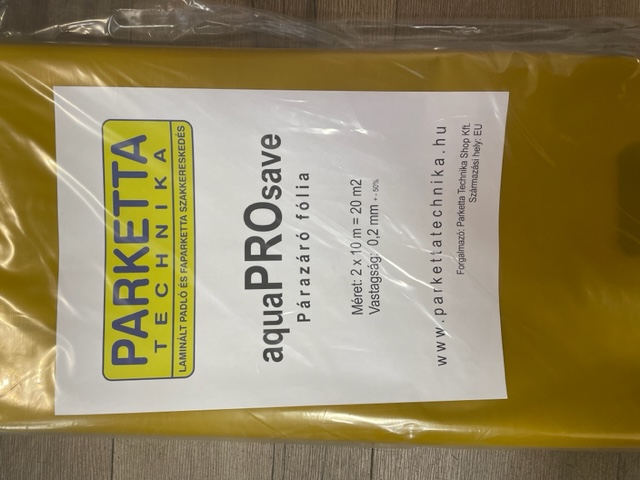 PARKETTA
TECHNIKA
LAMINÁLT PADLÓ ÉS FAPARKETTA SZAKKERESKEDÉS
aquaPROsave
Párazáró fólia
Méret: 2 x 10 m = 20 m2
Vastagság: 0,2 mm +- 50%
www.parkettatechnika.hu
Forgalmazó: Parketta Technika Shop Kft.
Származási hely: EU